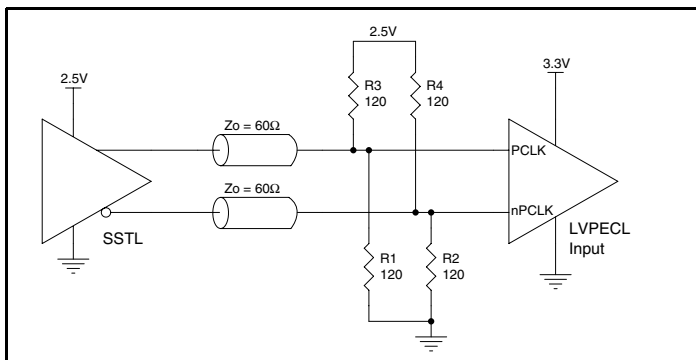 2.5V
2.5V
3.3V
R3
120
R4
120
Zo = 60Ω
PCLK
Zo = 60Ω
nPCLK
SSTL
LVPECL
Input
R1
120
R2
120